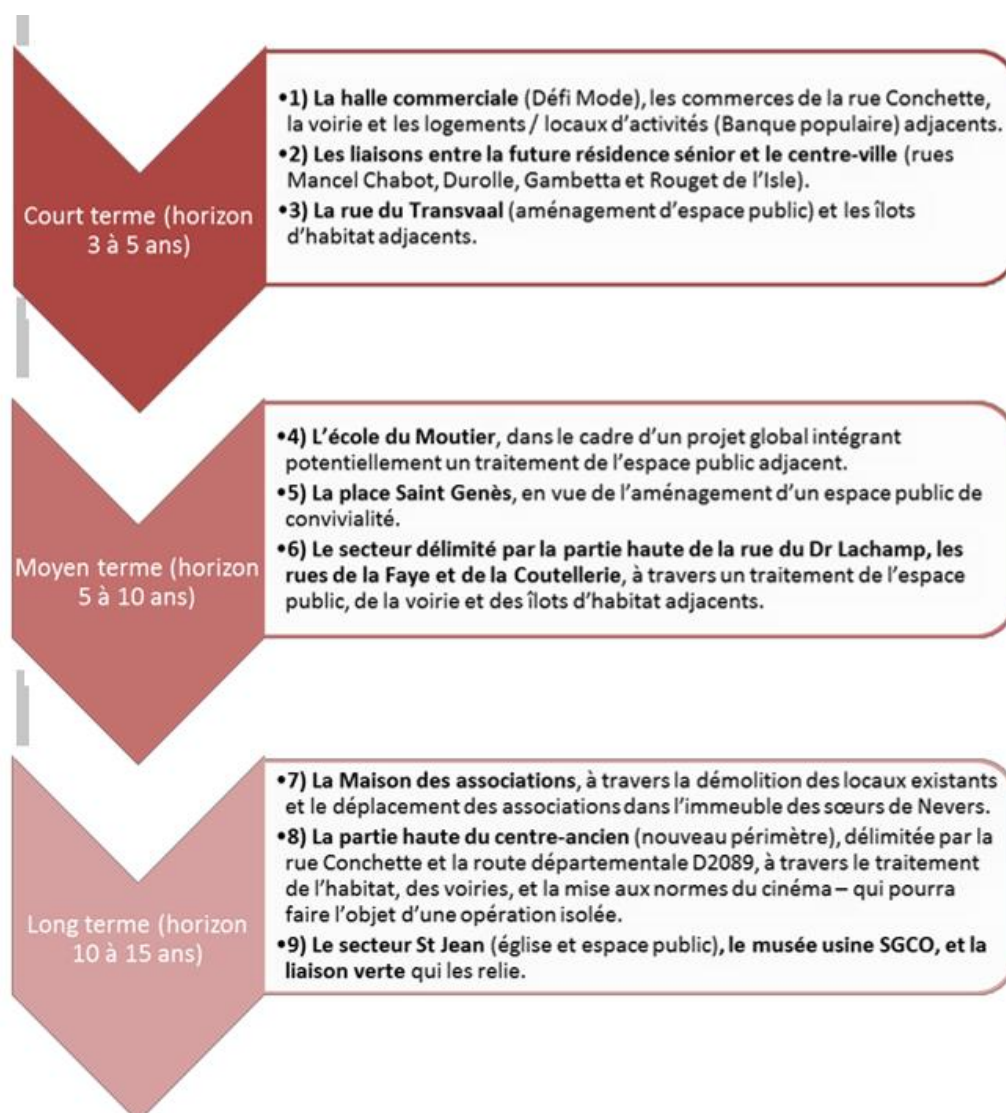 •1) La halle commerciale (Défi Mode), les commerces de la rue Conchette,
la voirie et les logements / locaux d'activités (Banque populaire) adjacents.
•2) Les liaisons entre la future résidence sénior et le centre-ville (rues
Mancel Chabot, Durolle, Gambetta et Rouget de l'Isle).
•3) La rue du Transvaal (aménagement d'espace public) et les îlots
d'habitat adjacents.
Court terme (horizon
3 à 5 ans)
•4) L'école du Moutier, dans le cadre d'un projet global intégrant
potentiellement un traitement de l'espace public adjacent.
•5) La place Saint Genès, en vue de l'aménagement d'un espace public de
convivialité.
•6) Le secteur délimité par la partie haute de la rue du Dr Lachamp, les
rues de la Faye et de la Coutellerie, à travers un traitement de l'espace
public, de la voirie et des îlots d'habitat adjacents.
Moyen terme (horizon
5 à 10 ans)
•7) La Maison des associations, à travers la démolition des locaux existants
et le déplacement des associations dans l'immeuble des sœurs de Nevers.
•8) La partie haute du centre-ancien (nouveau périmètre), délimitée par la
rue Conchette et la route départementale D2089, à travers le traitement
de l'habitat, des voiries, et la mise aux normes du cinéma – qui pourra
faire l'objet d'une opération isolée.
•9) Le secteur St Jean (église et espace public), le musée usine SGCO, et la
liaison verte qui les relie.
Long terme (horizon
10 à 15 ans)